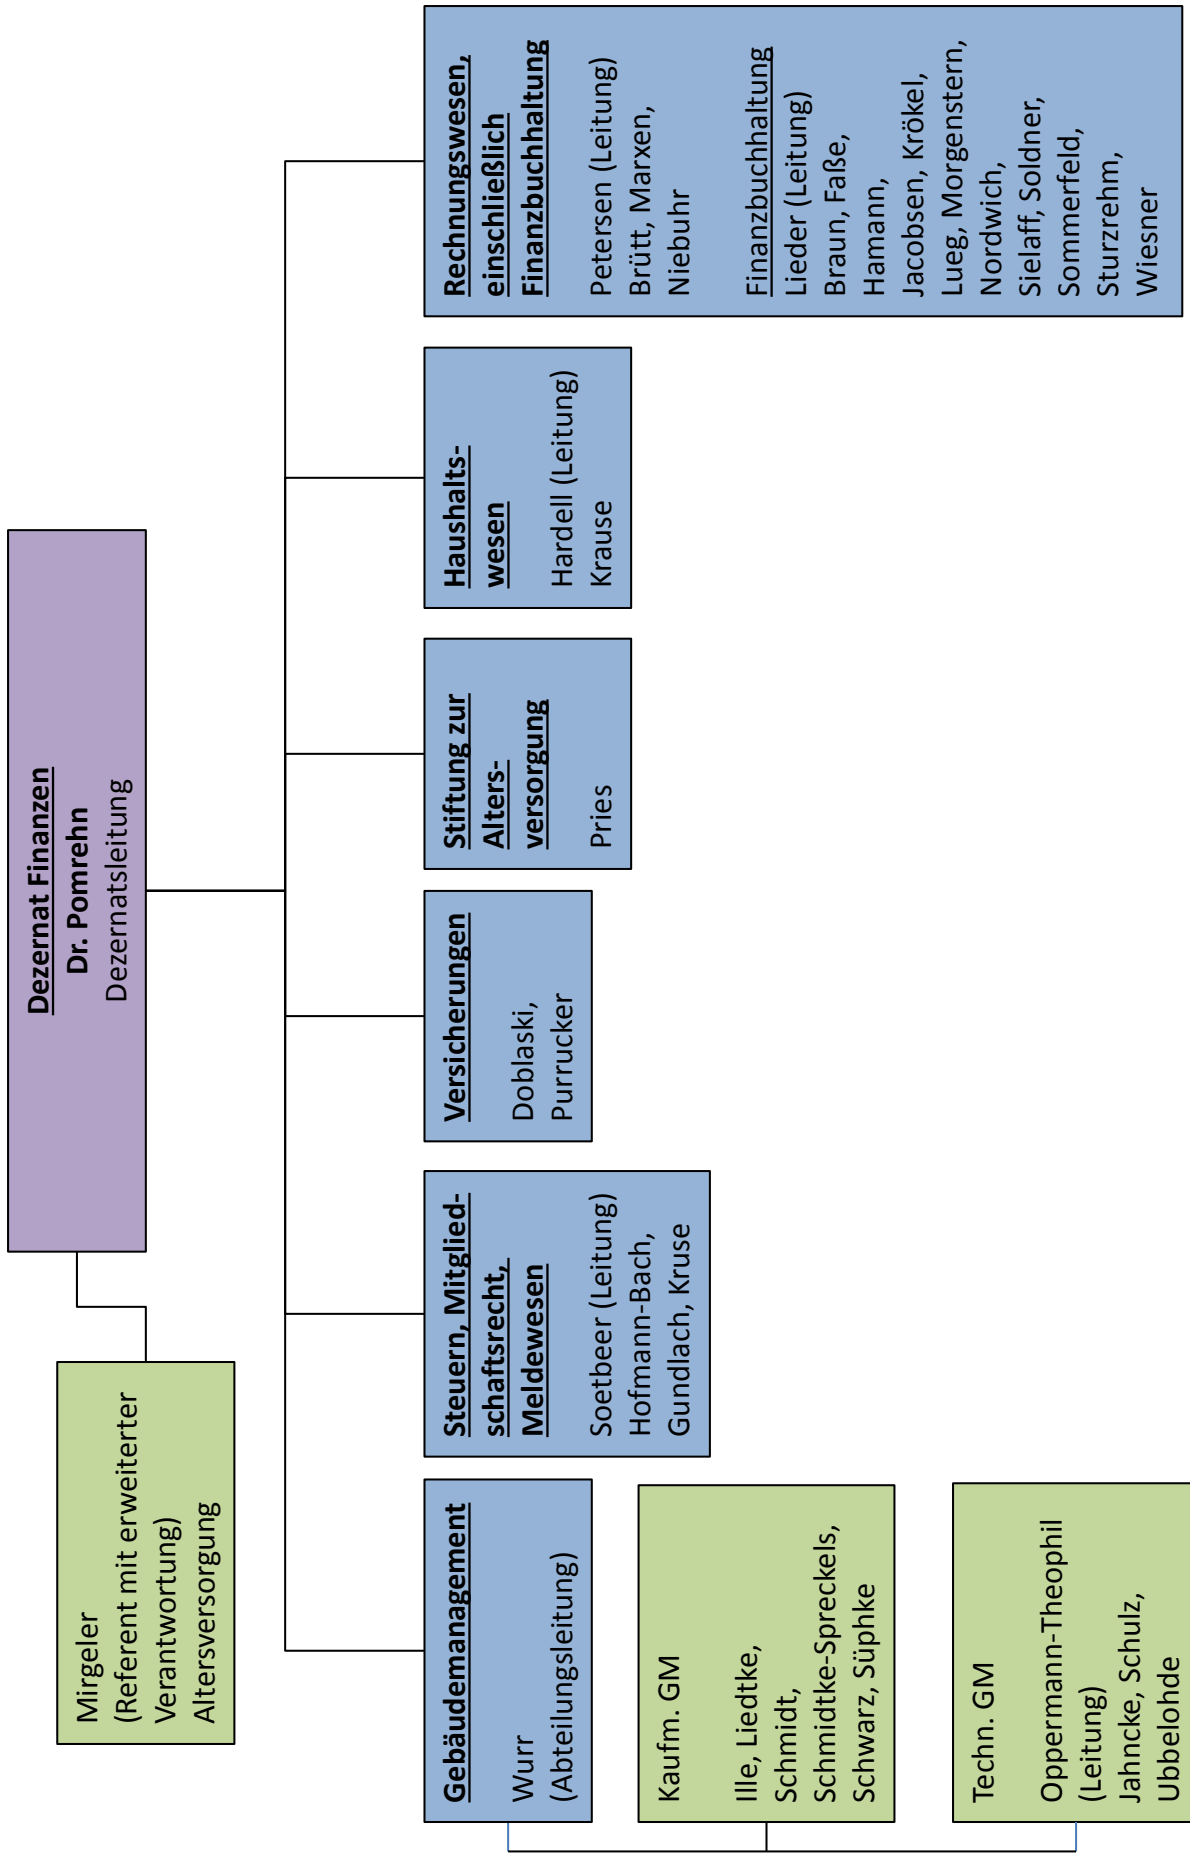 Dezernat Finanzen
Dr. Pomrehn
Dezernatsleitung
Mirgeler
(Referent mit erweiterter
Verantwortung)
Altersversorgung
Gebäudemanagement
Wurr
(Abteilungsleitung)
Kaufm. GM
Ille, Liedtke,
Schmidt,
Schmidtke-Spreckels,
Schwarz, Süphke
Techn. GM
Oppermann-Theophil
(Leitung)
Jahncke, Schulz,
Ubbelohde
Steuern, Mitglied-
schaftsrecht,
Meldewesen
Soetbeer (Leitung)
Hofmann-Bach,
Gundlach, Kruse
Versicherungen
Doblaski,
Purrucker
Stiftung zur
Alters-
versorgung
Pries
Haushalts-
wesen
Hardell (Leitung)
Krause
Rechnungswesen,
einschließlich
Finanzbuchhaltung
Petersen (Leitung)
Brütt, Marxen,
Niebuhr
Finanzbuchhaltung
Lieder (Leitung)
Braun, Faße,
Hamann,
Jacobsen, Krökel,
Lueg, Morgenstern,
Nordwich,
Sielaff, Soldner,
Sommerfeld,
Sturzrehm,
Wiesner